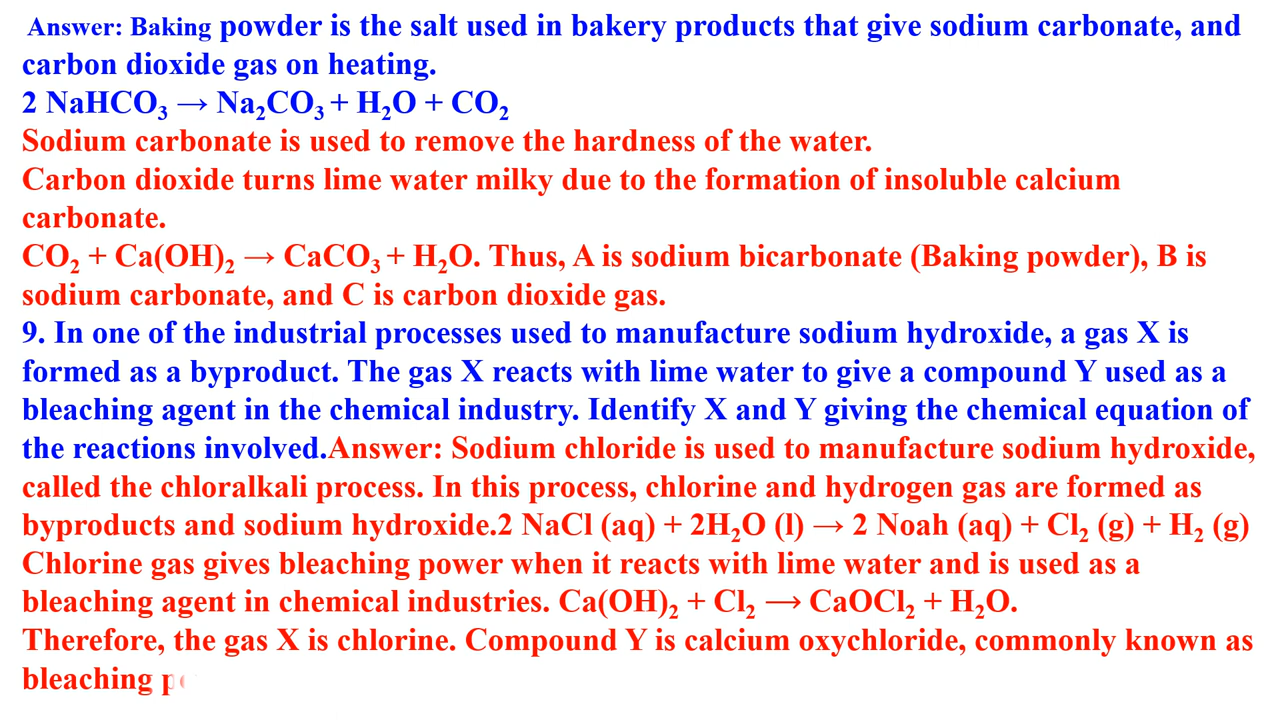 Answer: Baking powder is the salt used in bakery products that give sodium carbonate, and
carbon dioxide gas on heating.
2 NaHCO₃ → Na₂CO₃ + H₂O + CO₂
Sodium carbonate is used to remove the hardness of the water.
Carbon dioxide turns lime water milky due to the formation of insoluble calcium
carbonate.
CO₂ + Ca(OH)₂ → CaCO₃ + H₂O. Thus, A is sodium bicarbonate (Baking powder), B is
sodium carbonate, and C is carbon dioxide gas.
9. In one of the industrial processes used to manufacture sodium hydroxide, a gas X is
formed as a byproduct. The gas X reacts with lime water to give a compound Y used as a
bleaching agent in the chemical industry. Identify X and Y giving the chemical equation of
the reactions involved.Answer: Sodium chloride is used to manufacture sodium hydroxide,
called the chloralkali process. In this process, chlorine and hydrogen gas are formed as
byproducts and sodium hydroxide.2 NaCl (aq) + 2H₂O (l) → 2 Noah (aq) + Cl₂ (g) + H₂ (g)
Chlorine gas gives bleaching power when it reacts with lime water and is used as a
bleaching agent in chemical industries. Ca(OH)₂ + Cl₂ → CaOCl₂ + H₂O.
Therefore, the gas X is chlorine. Compound Y is calcium oxychloride, commonly known as
bleaching